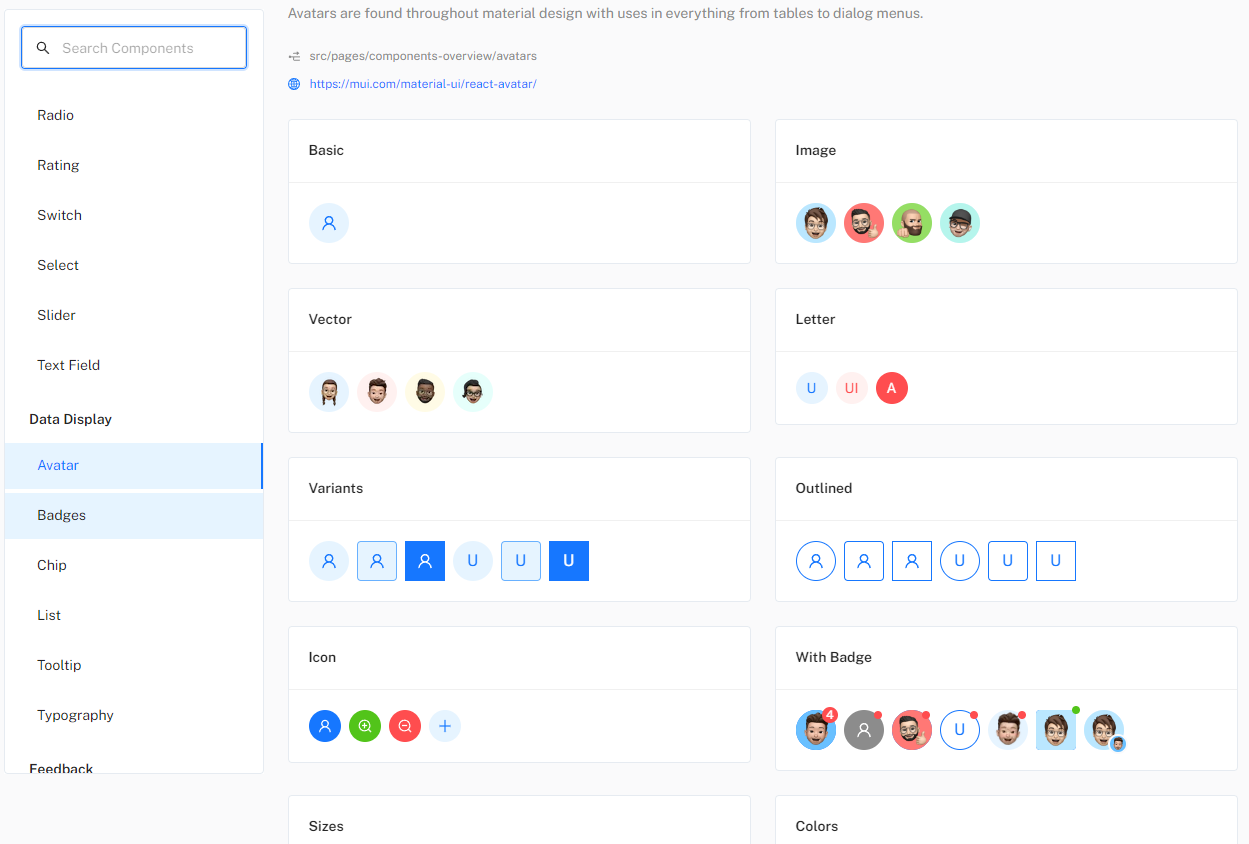 Search Components
Radio
Rating
Switch
Select
Slider
Text Field
Data Display
Avatar
Badges
Chip
List
Tooltip
Typography
Feedback
Avatars are found throughout material design with uses in everything from tables to dialog menus.
src/pages/components-overview/avatars
https://mui.com/material-ui/react-avatar/
Basic
Image
Vector
Letter
U UI A
Variants
U U U
Outlined
U U U
Icon
With Badge
4 U
Sizes
Colors